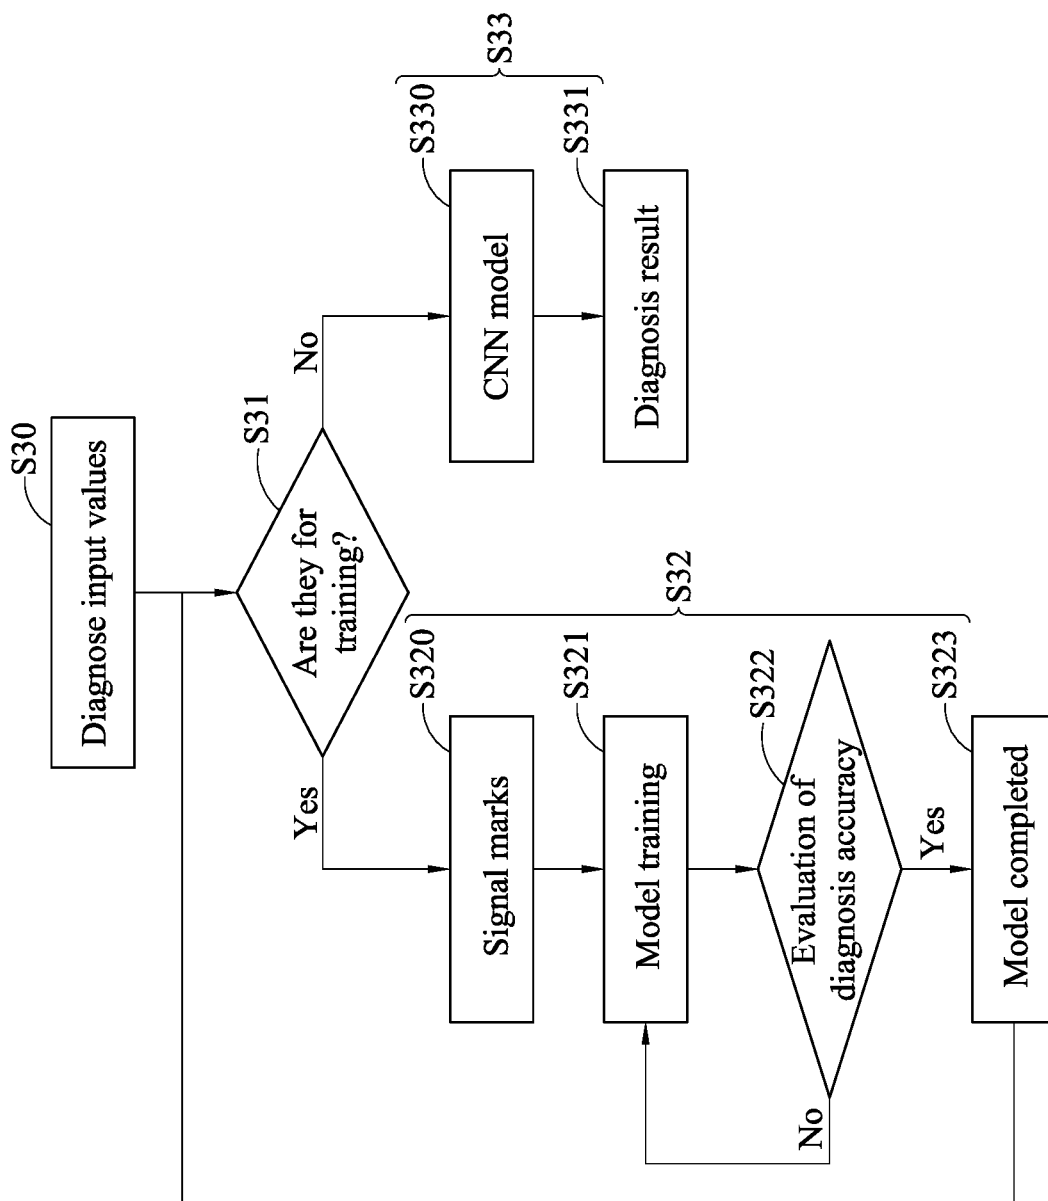 S30
Diagnose input values
S31
Are they for
training?
Yes
No
S320
Signal marks
S321
Model training
S322
Evaluation of
diagnosis accuracy
No
Yes
S323
Model completed
S32
S330
CNN model
S331
Diagnosis result
S33